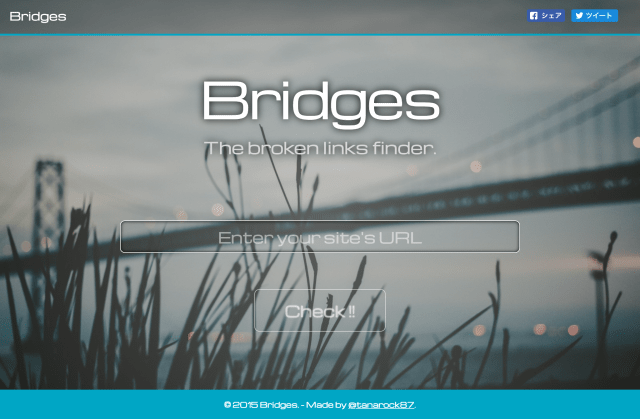 Bridges
シェア
ツイート
Bridges
The broken links finder.
Enter your site's URL
Check !!
© 2015 Bridges. - Made by @tanarock87.